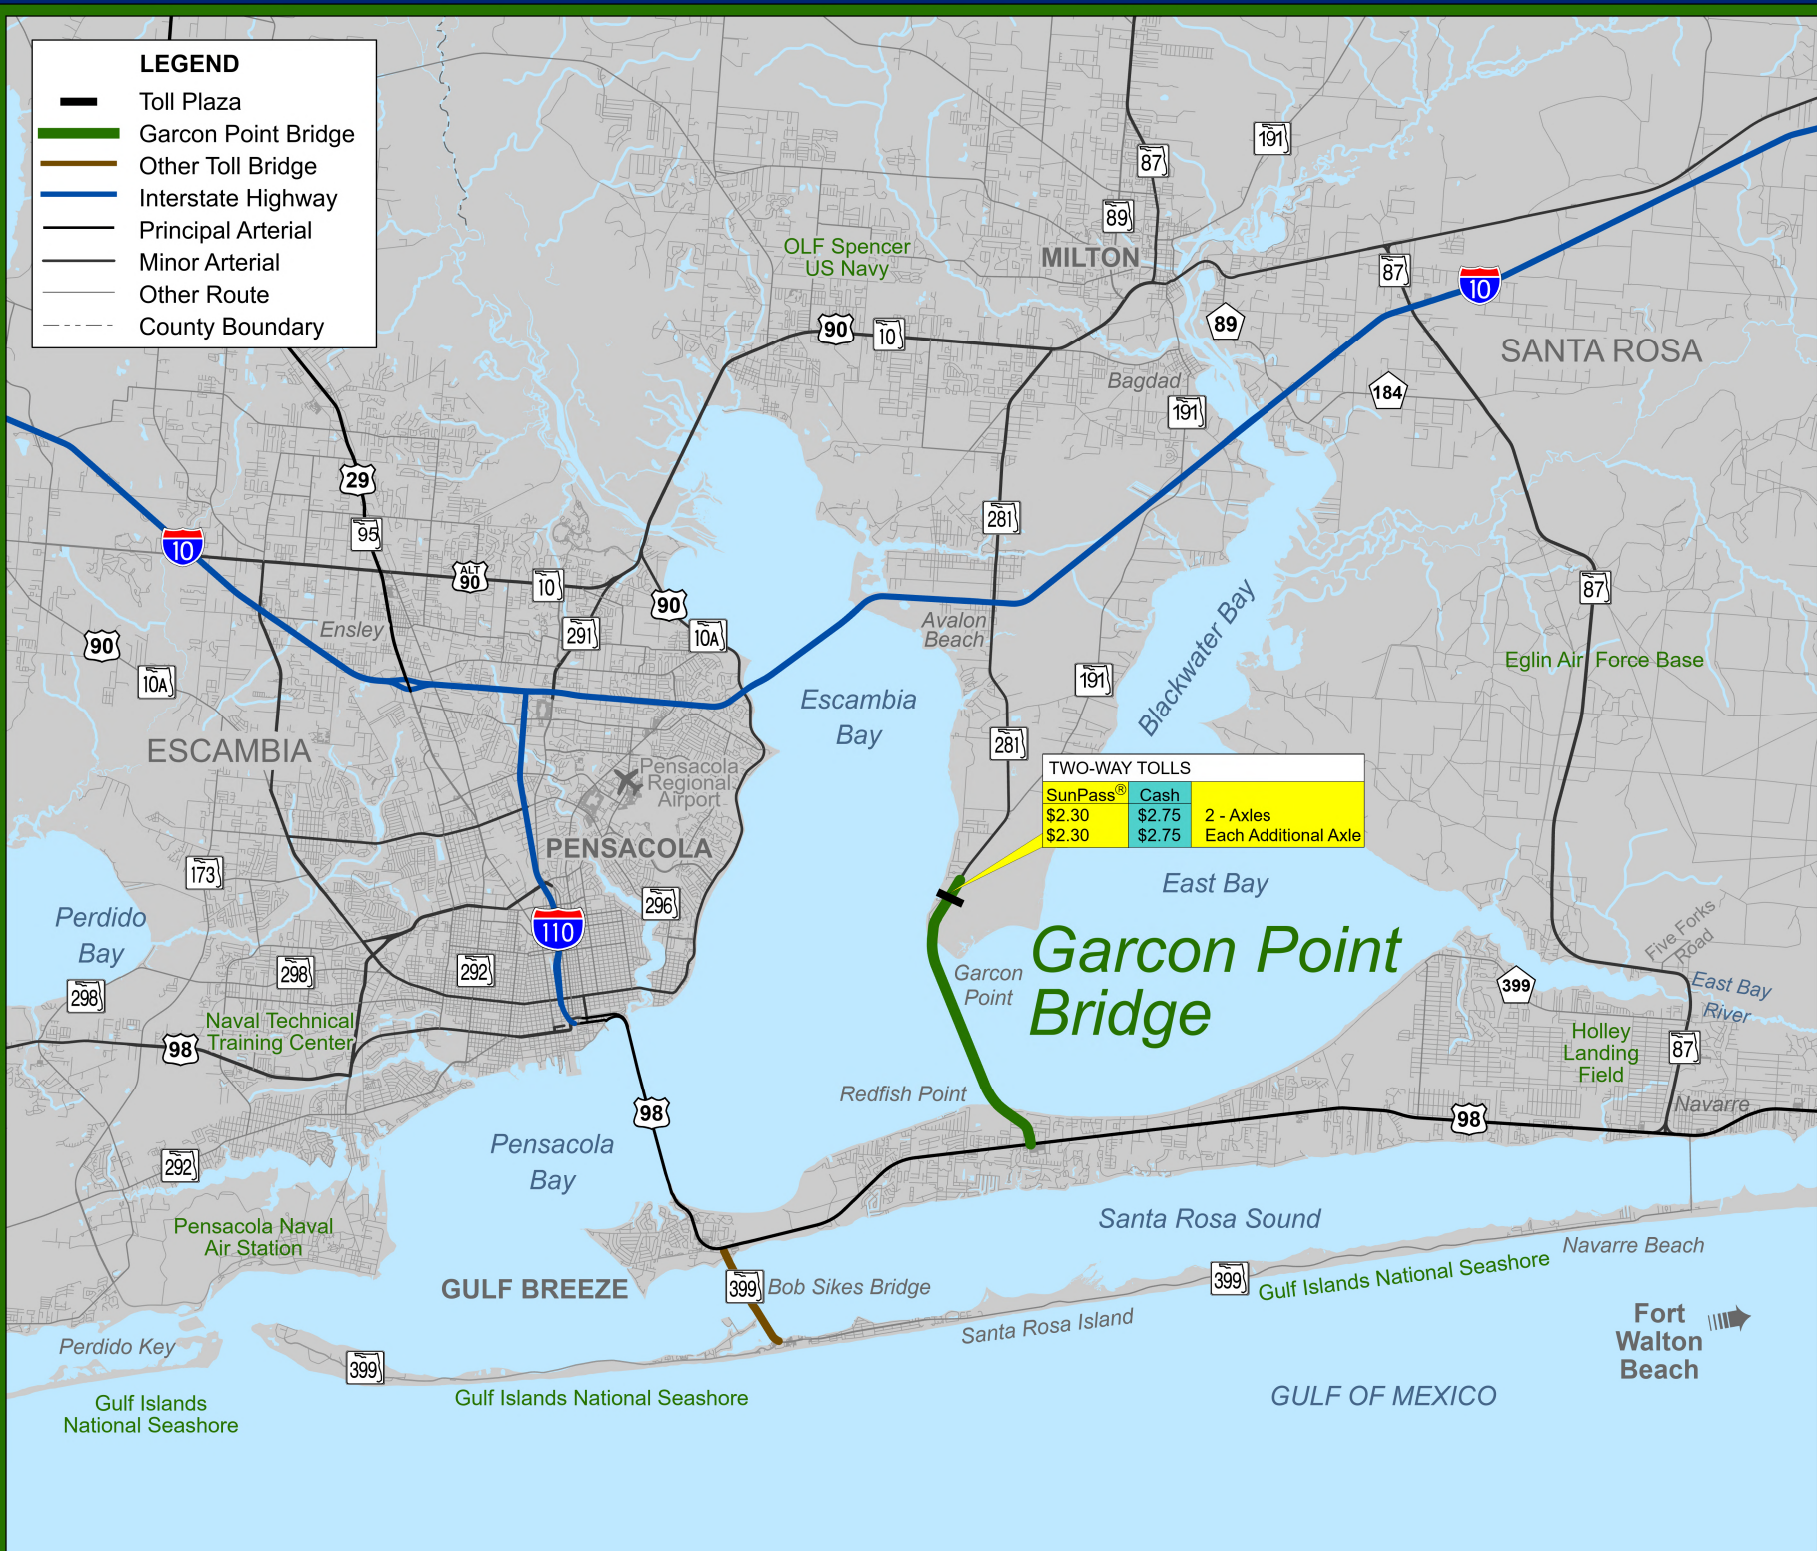 LEGEND
Toll Plaza
Garcon Point Bridge
Other Toll Bridge
Interstate Highway
Principal Arterial
Minor Arterial
Other Route
County Boundary
191
87
89
OLF Spencer
US Navy
MILTON
87
10
90
10
89
SANTA ROSA
Bagdad
184
191
29
281
95
10
ALT
90
10
87
90
Avalon
Beach
Ensley
291
10A
90
Blackwater Bay
Eglin Air Force Base
10A
191
Escambia
Bay
281
ESCAMBIA
Pensacola
Regional
Airport
TWO-WAY TOLLS
SunPass® Cash
$2.30 $2.75 2 - Axles
$2.30 $2.75 Each Additional Axle
PENSACOLA
173
East Bay
296
Perdido
Bay
110
Garcon Point
Bridge
Five Forks
Road
298
292
Garcon
Point
298
399
East Bay
River
Naval Technical
Training Center
98
Holley
Landing
Field
87
Redfish Point
98
Navarre
98
Pensacola
Bay
292
Pensacola Naval
Air Station
Santa Rosa Sound
Navarre Beach
GULF BREEZE
399
Bob Sikes Bridge
399
Gulf Islands National Seashore
Santa Rosa Island
Fort
Walton
Beach
Perdido Key
399
Gulf Islands
National Seashore
Gulf Islands National Seashore
GULF OF MEXICO